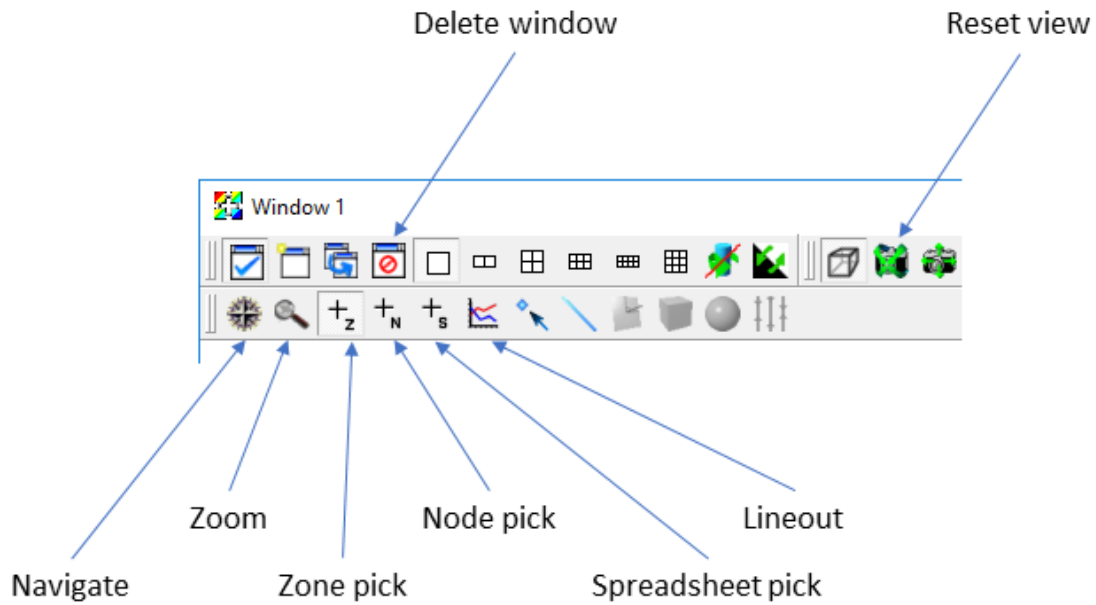 Delete window
Reset view
Window 1
Z
N
S
Zoom
Node pick
Lineout
Navigate
Zone pick
Spreadsheet pick